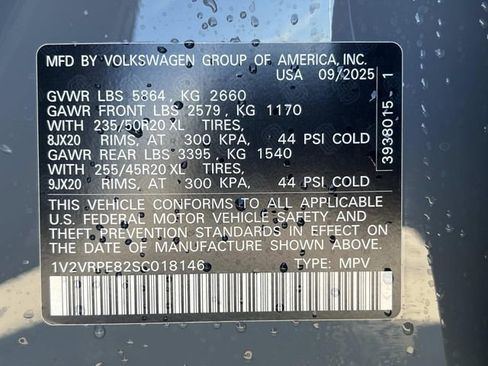 MFD BY VOLKSWAGEN GROUP OF AMERICA, INC.
USA 09/2025
GVWR LBS 5864, KG 2660
GAWR FRONT LBS 2579, KG 1170
WITH 235/50R20 XL TIRES,
8JX20 RIMS, AT 300 KPA, 44 PSI COLD
GAWR REAR LBS 3395, KG 1540
WITH 255/45R20 XL TIRES,
9JX20 RIMS, AT 300 KPA, 44 PSI COLD
THIS VEHICLE CONFORMS TO ALL APPLICABLE
U.S. FEDERAL MOTOR VEHICLE SAFETY AND
THEFT PREVENTION STANDARDS IN EFFECT ON
THE DATE OF MANUFACTURE SHOWN ABOVE.
1V2VRPE82SC018146 TYPE: MPV
3938015 1